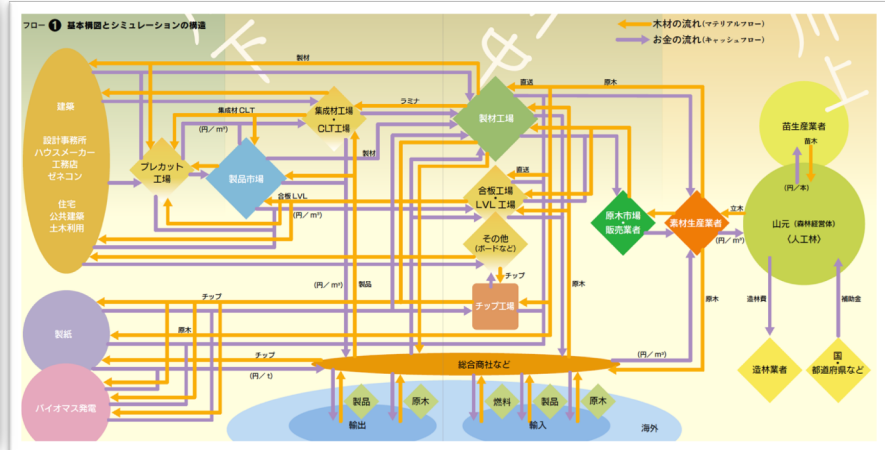 フロー❶ 基本構図とシミュレーションの構造
木材の流れ(マテリアルフロー)
お金の流れ(キャッシュフロー)
製材
直送
原木
建築
設計事務所
ハウスメーカー
工務店
ゼネコン
住宅
公共建築
土木利用
集成材 CLT
(円/㎥)
プレカット
工場
製品市場
集成材工場
・
CLT工場
ラミナ
製材
製材工場
直送
合板工場
・
LVL工場
合板 LVL
(円/㎥)
その他
(ボードなど)
チップ
チップ工場
原木市場
・
販売業者
素材生産業者
立木
(円/㎥)
苗生産業者
苗木
(円/本)
山元(森林経営体)
〈人工林〉
造林費
補助金
造林業者
国・
都道府県など
(円/㎥)
製品
原木
原木
チップ
原木
製紙
チップ
(円/t)
バイオマス発電
総合商社など
(円/㎥)
製品
原木
輸出
燃料
製品
原木
輸入
海外